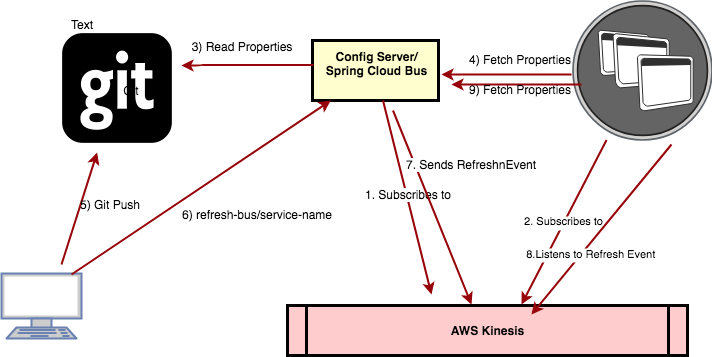 Text
3) Read Properties
Config Server/
Spring Cloud Bus
4) Fetch Properties
9) Fetch Properties
git
Git
7. Sends RefreshnEvent
1. Subscribes to
5) Git Push
6) refresh-bus/service-name
2. Subscribes to
8.Listens to Refresh Event
AWS Kinesis